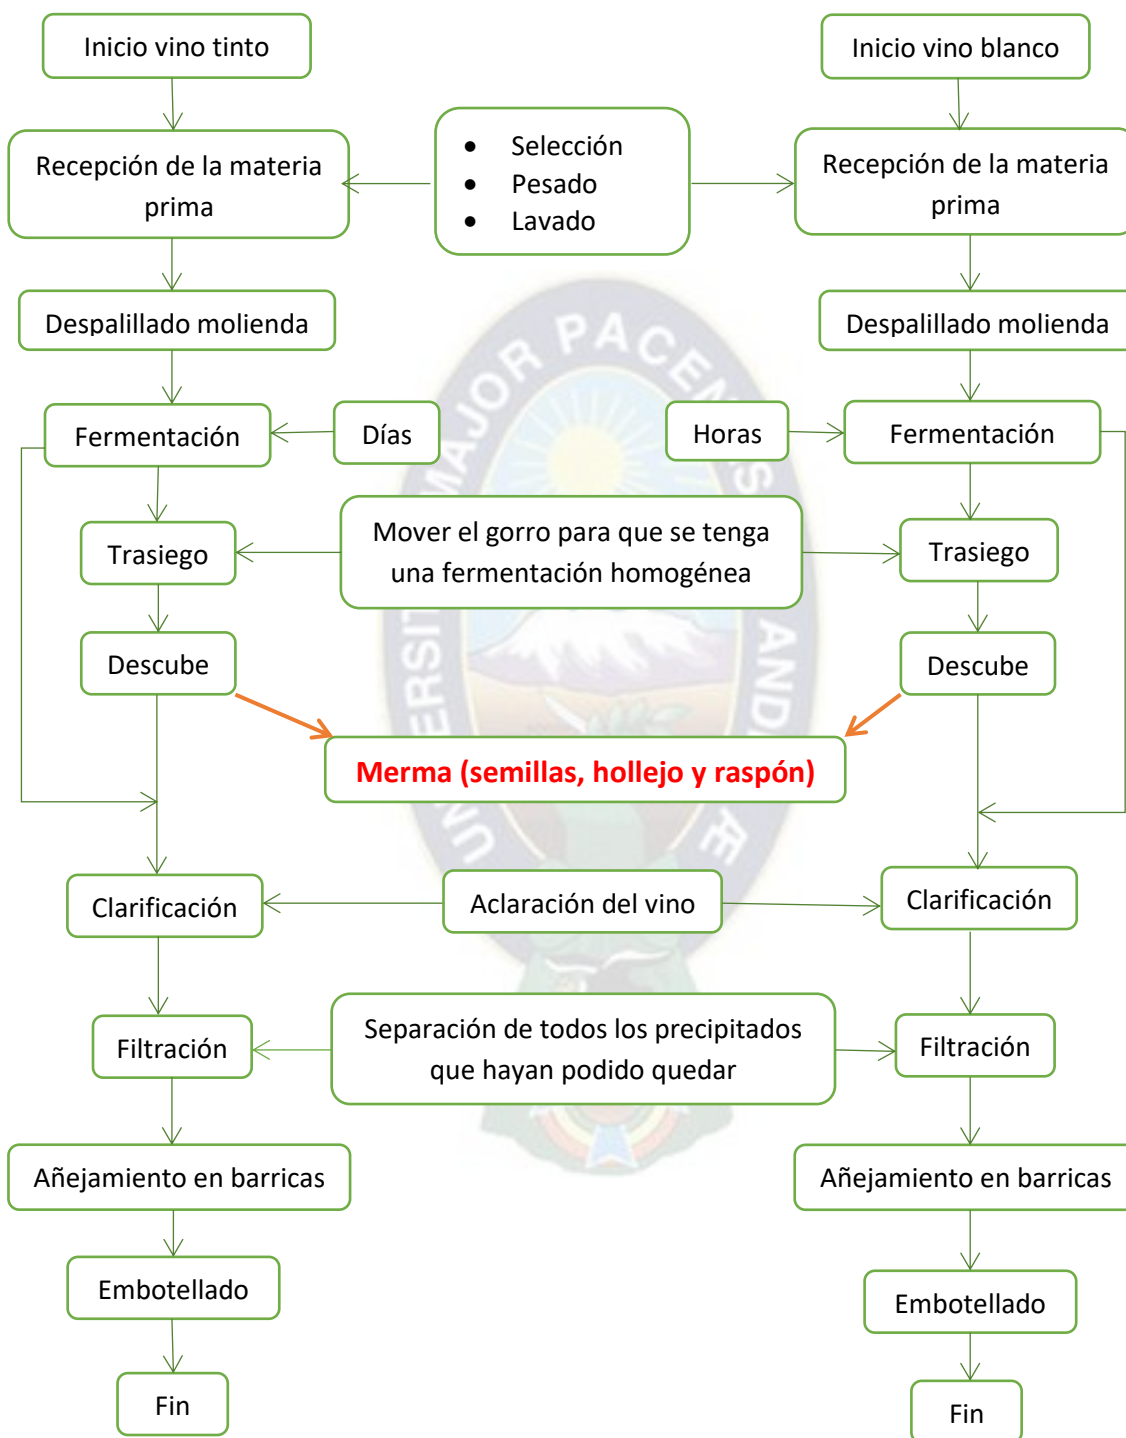 Inicio vino tinto
Inicio vino blanco
Recepción de la materia
prima
• Selección
• Pesado
• Lavado
Recepción de la materia
prima
Despalillado molienda
Despalillado molienda
Fermentación
Días
Horas
Fermentación
Trasiego
Mover el gorro para que se tenga
una fermentación homogénea
Trasiego
Descube
Descube
Merma (semillas, hollejo y raspón)
Clarificación
Aclaración del vino
Clarificación
Filtración
Separación de todos los precipitados
que hayan podido quedar
Filtración
Añejamiento en barricas
Añejamiento en barricas
Embotellado
Embotellado
Fin
Fin